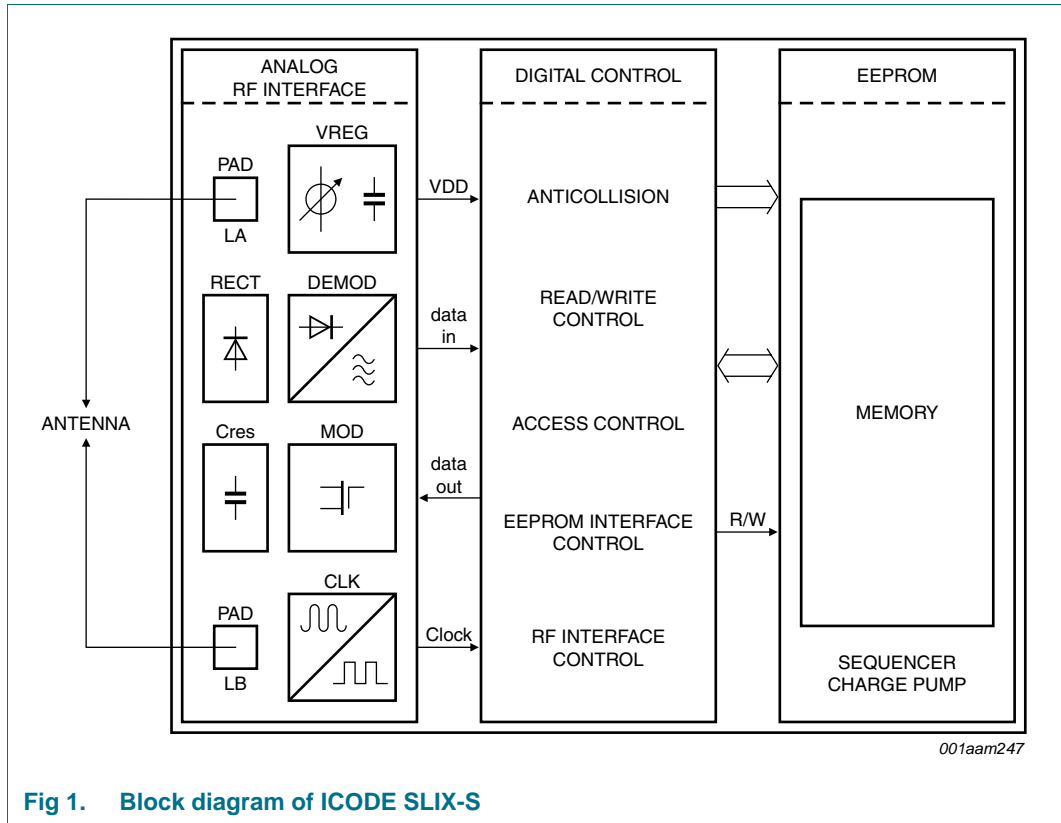 ANALOG
RF INTERFACE
DIGITAL CONTROL
EEPROM
VREG
PAD
LA
VDD
ANTICOLLISION
RECT
DEMOD
data
in
READ/WRITE
CONTROL
ANTENNA
MEMORY
Cres
MOD
data
out
ACCESS CONTROL
EEPROM INTERFACE
CONTROL
R/W
CLK
PAD
LB
Clock
RF INTERFACE
CONTROL
SEQUENCER
CHARGE PUMP
001aam247
Fig 1. Block diagram of ICODE SLIX-S